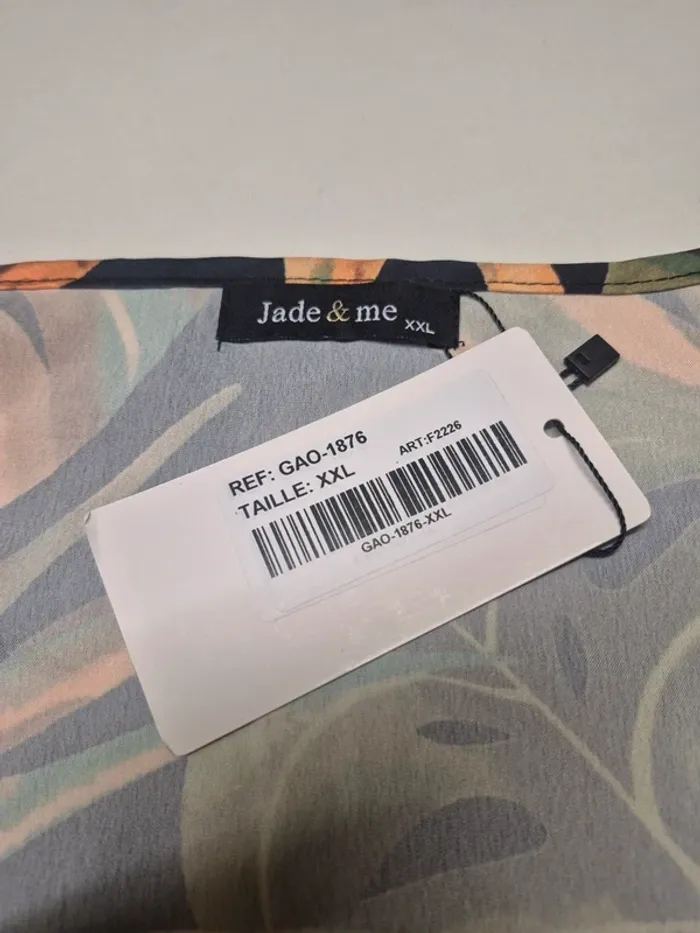 Jade & me
XXL
REF: GAO-1876
ART:F2226
TAILLE: XXL
GAO-1876-XXL